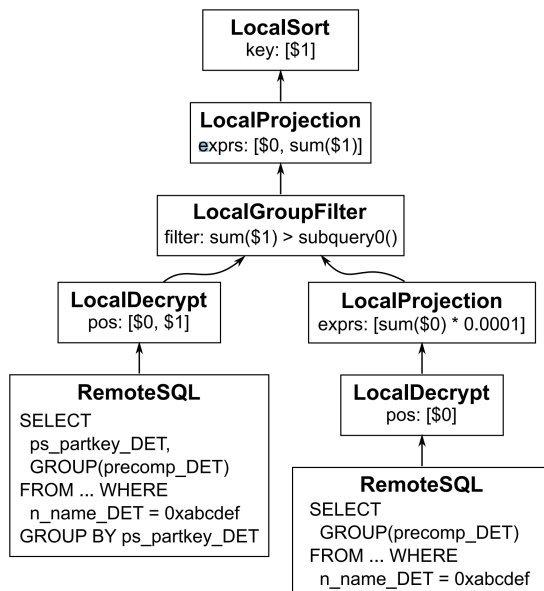 LocalSort
key: [$1]
LocalProjection
exprs: [$0, sum($1)]
LocalGroupFilter
filter: sum($1) > subquery0()
LocalDecrypt
pos: [$0, $1]
RemoteSQL
SELECT
ps_partkey_DET,
GROUP(precomp_DET)
FROM ... WHERE
n_name_DET = 0xabcdef
GROUP BY ps_partkey_DET
LocalProjection
exprs: [sum($0) * 0.0001]
LocalDecrypt
pos: [$0]
RemoteSQL
SELECT
GROUP(precomp_DET)
FROM ... WHERE
n_name_DET = 0xabcdef